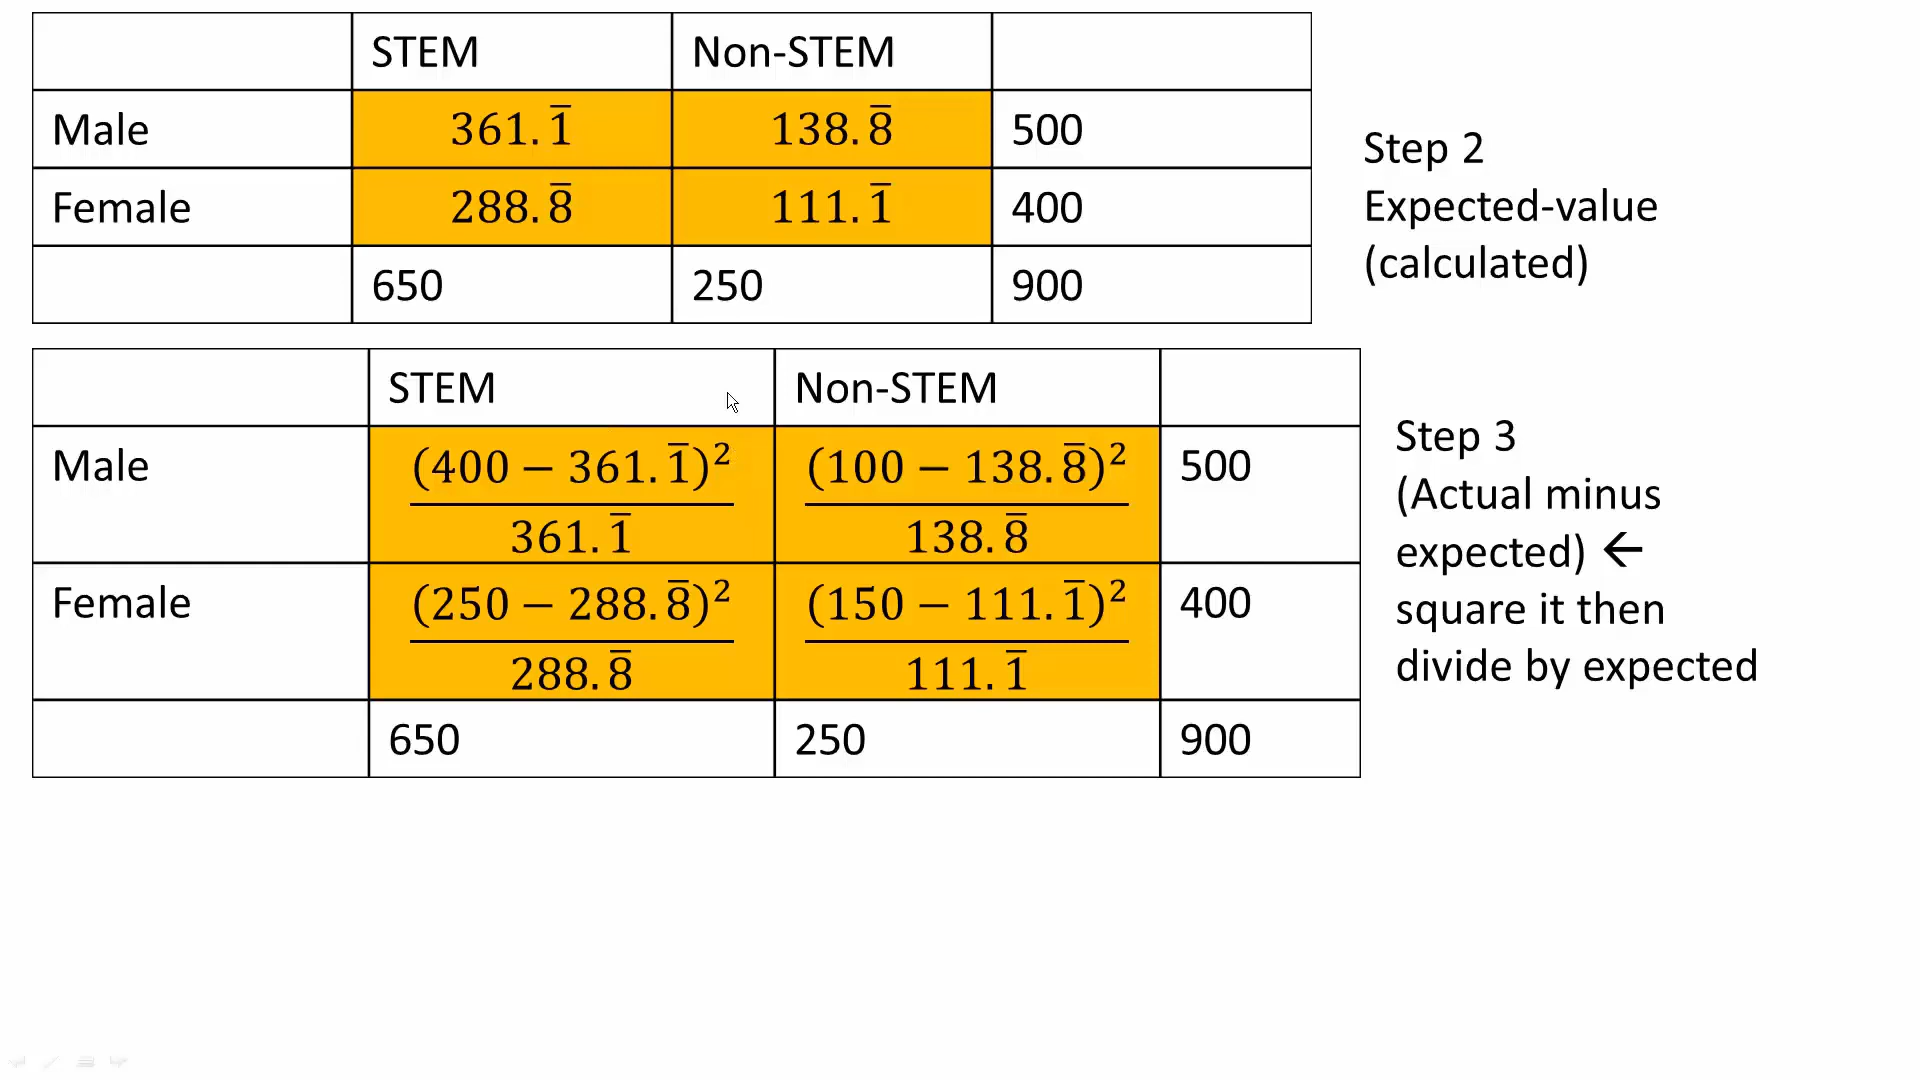 STEM Non-STEM
Male 361.1̅ 138.8̅ 500
Female 288.8̅ 111.1̅ 400
650 250 900
Step 2
Expected-value
(calculated)
STEM Non-STEM
Male (400 − 361.1̅)² / 361.1̅ (100 − 138.8̅)² / 138.8̅ 500
Female (250 − 288.8̅)² / 288.8̅ (150 − 111.1̅)² / 111.1̅ 400
650 250 900
Step 3
(Actual minus
expected) ←
square it then
divide by expected